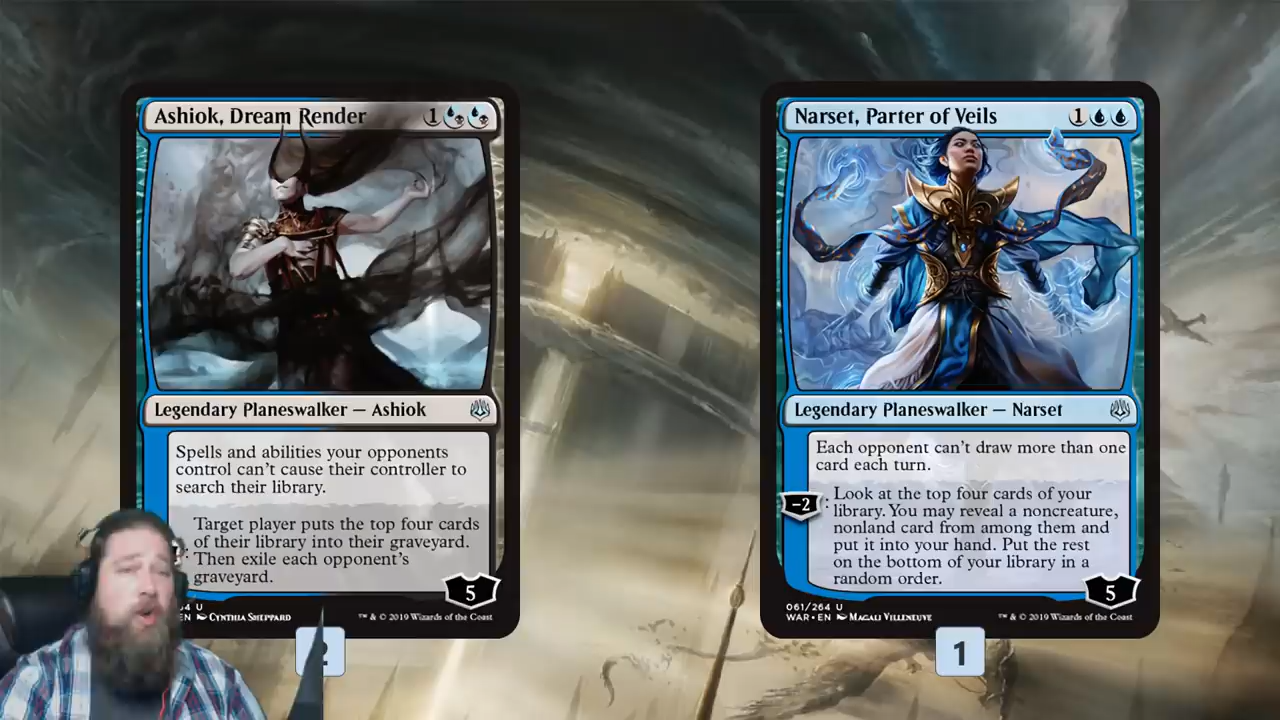 Ashiok, Dream Render 1
Legendary Planeswalker — Ashiok
Spells and abilities your opponents
control can't cause their controller to
search their library.
Target player puts the top four cards
of their library into their graveyard.
Then exile each opponent's
graveyard.
5
4 U
EN Cynthia Sheppard ™ & © 2019 Wizards of the Coast
2
Narset, Parter of Veils 1
Legendary Planeswalker — Narset
Each opponent can't draw more than one
card each turn.
−2 : Look at the top four cards of your
library. You may reveal a noncreature,
nonland card from among them and
put it into your hand. Put the rest
on the bottom of your library in a
random order.
5
061/264 U
WAR • EN Magali Villeneuve ™ & © 2019 Wizards of the Coast
1